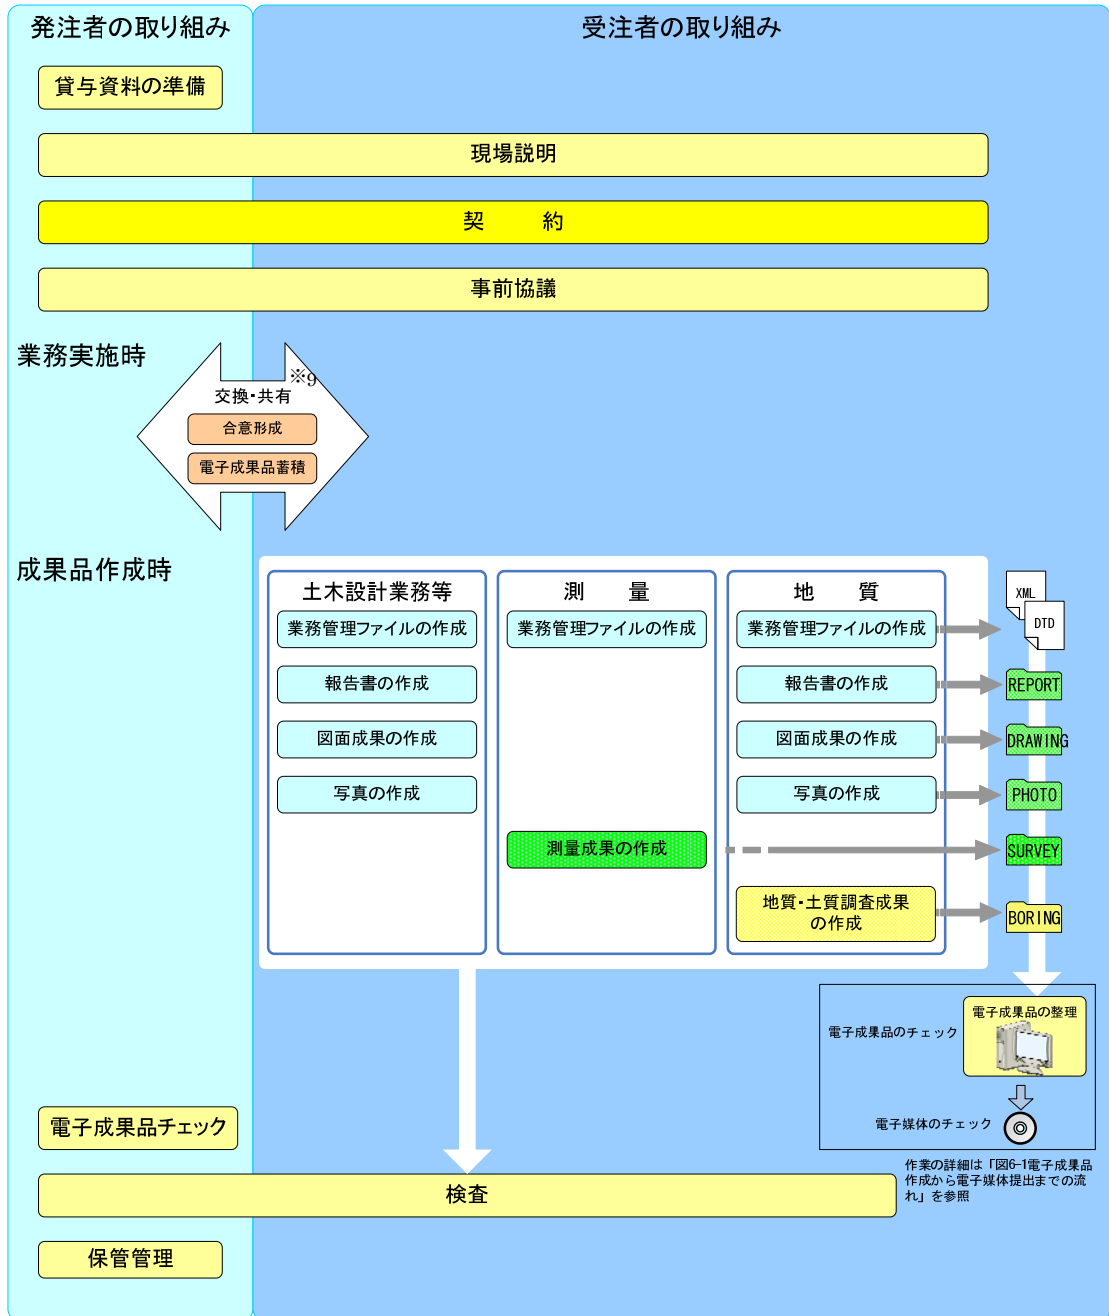 発注者の取り組み
受注者の取り組み
貸与資料の準備
現場説明
契　　約
事前協議
業務実施時
※9
交換・共有
合意形成
電子成果品蓄積
成果品作成時
土木設計業務等
業務管理ファイルの作成
報告書の作成
図面成果の作成
写真の作成
測　　量
業務管理ファイルの作成
測量成果の作成
地　　質
業務管理ファイルの作成
報告書の作成
図面成果の作成
写真の作成
地質・土質調査成果
の作成
XML
DTD
REPORT
DRAWING
PHOTO
SURVEY
BORING
電子成果品の整理
電子成果品のチェック
電子媒体のチェック
作業の詳細は「図6-1電子成果品
作成から電子媒体提出までの流
れ」を参照
電子成果品チェック
検査
保管管理